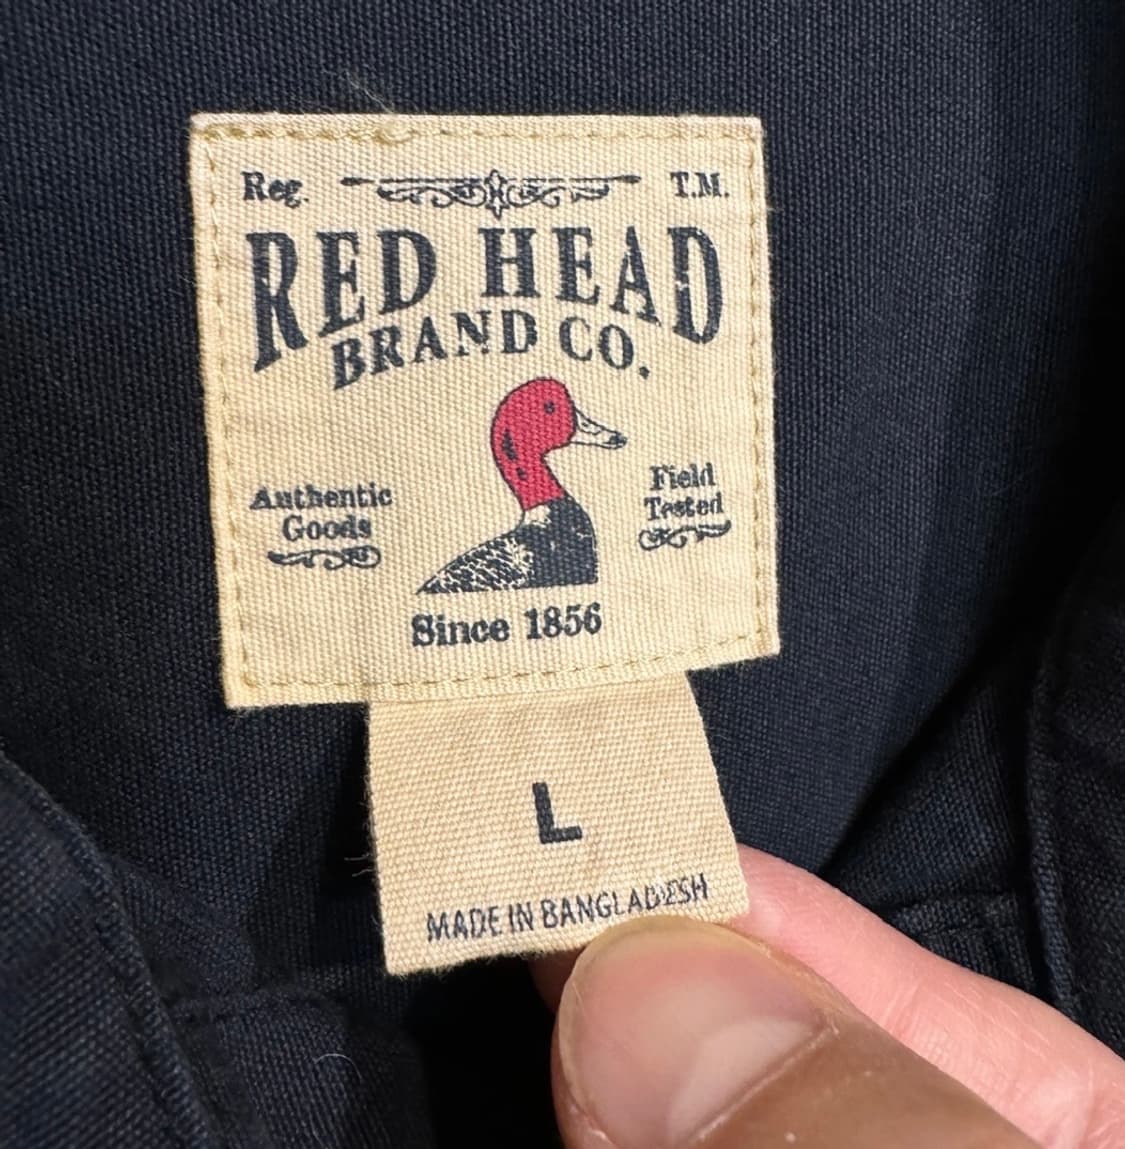 Reg. T.M.
RED HEAD
BRAND CO.
Authentic
Goods
Field
Tested
Since 1856
L
MADE IN BANGLADESH